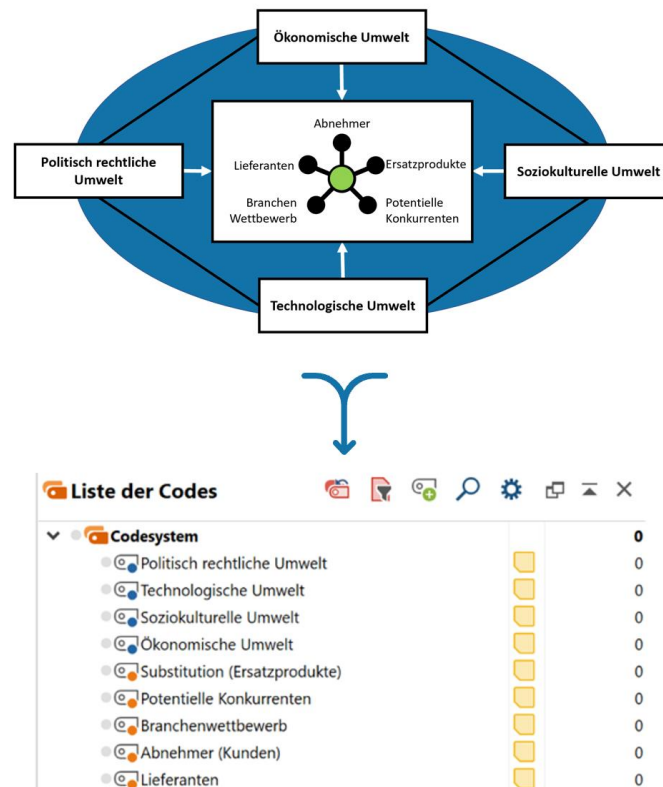 Ökonomische Umwelt
Abnehmer
Politisch rechtliche
Umwelt
Lieferanten
Ersatzprodukte
Soziokulturelle Umwelt
Branchen
Wettbewerb
Potentielle
Konkurrenten
Technologische Umwelt
Liste der Codes
Codesystem 0
Politisch rechtliche Umwelt 0
Technologische Umwelt 0
Soziokulturelle Umwelt 0
Ökonomische Umwelt 0
Substitution (Ersatzprodukte) 0
Potentielle Konkurrenten 0
Branchenwettbewerb 0
Abnehmer (Kunden) 0
Lieferanten 0